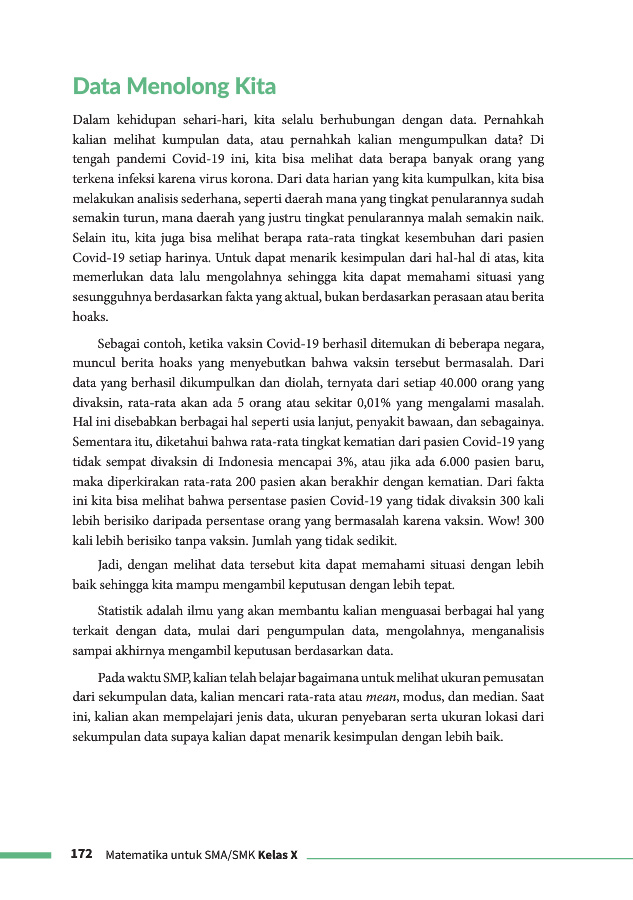 Data Menolong Kita
Dalam kehidupan sehari-hari, kita selalu berhubungan dengan data. Pernahkah
kalian melihat kumpulan data, atau pernahkah kalian mengumpulkan data? Di
tengah pandemi Covid-19 ini, kita bisa melihat data berapa banyak orang yang
terkena infeksi karena virus korona. Dari data harian yang kita kumpulkan, kita bisa
melakukan analisis sederhana, seperti daerah mana yang tingkat penularannya sudah
semakin turun, mana daerah yang justru tingkat penularannya malah semakin naik.
Selain itu, kita juga bisa melihat berapa rata-rata tingkat kesembuhan dari pasien
Covid-19 setiap harinya. Untuk dapat menarik kesimpulan dari hal-hal di atas, kita
memerlukan data lalu mengolahnya sehingga kita dapat memahami situasi yang
sesungguhnya berdasarkan fakta yang aktual, bukan berdasarkan perasaan atau berita
hoaks.
Sebagai contoh, ketika vaksin Covid-19 berhasil ditemukan di beberapa negara,
muncul berita hoaks yang menyebutkan bahwa vaksin tersebut bermasalah. Dari
data yang berhasil dikumpulkan dan diolah, ternyata dari setiap 40.000 orang yang
divaksin, rata-rata akan ada 5 orang atau sekitar 0,01% yang mengalami masalah.
Hal ini disebabkan berbagai hal seperti usia lanjut, penyakit bawaan, dan sebagainya.
Sementara itu, diketahui bahwa rata-rata tingkat kematian dari pasien Covid-19 yang
tidak sempat divaksin di Indonesia mencapai 3%, atau jika ada 6.000 pasien baru,
maka diperkirakan rata-rata 200 pasien akan berakhir dengan kematian. Dari fakta
ini kita bisa melihat bahwa persentase pasien Covid-19 yang tidak divaksin 300 kali
lebih berisiko daripada persentase orang yang bermasalah karena vaksin. Wow! 300
kali lebih berisiko tanpa vaksin. Jumlah yang tidak sedikit.
Jadi, dengan melihat data tersebut kita dapat memahami situasi dengan lebih
baik sehingga kita mampu mengambil keputusan dengan lebih tepat.
Statistik adalah ilmu yang akan membantu kalian menguasai berbagai hal yang
terkait dengan data, mulai dari pengumpulan data, mengolahnya, menganalisis
sampai akhirnya mengambil keputusan berdasarkan data.
Pada waktu SMP, kalian telah belajar bagaimana untuk melihat ukuran pemusatan
dari sekumpulan data, kalian mencari rata-rata atau mean, modus, dan median. Saat
ini, kalian akan mempelajari jenis data, ukuran penyebaran serta ukuran lokasi dari
sekumpulan data supaya kalian dapat menarik kesimpulan dengan lebih baik.
172 Matematika untuk SMA/SMK Kelas X